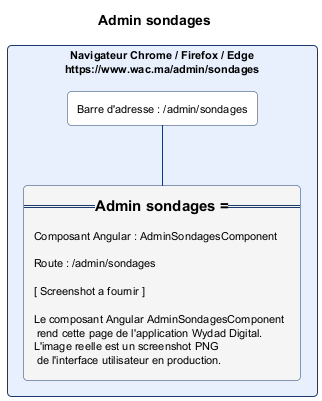 Admin sondages
Navigateur Chrome / Firefox / Edge
https://www.wac.ma/admin/sondages
Barre d'adresse : /admin/sondages
Admin sondages =
Composant Angular : AdminSondagesComponent
Route : /admin/sondages
[ Screenshot a fournir ]
Le composant Angular AdminSondagesComponent
rend cette page de l'application Wydad Digital.
L'image reelle est un screenshot PNG
de l'interface utilisateur en production.